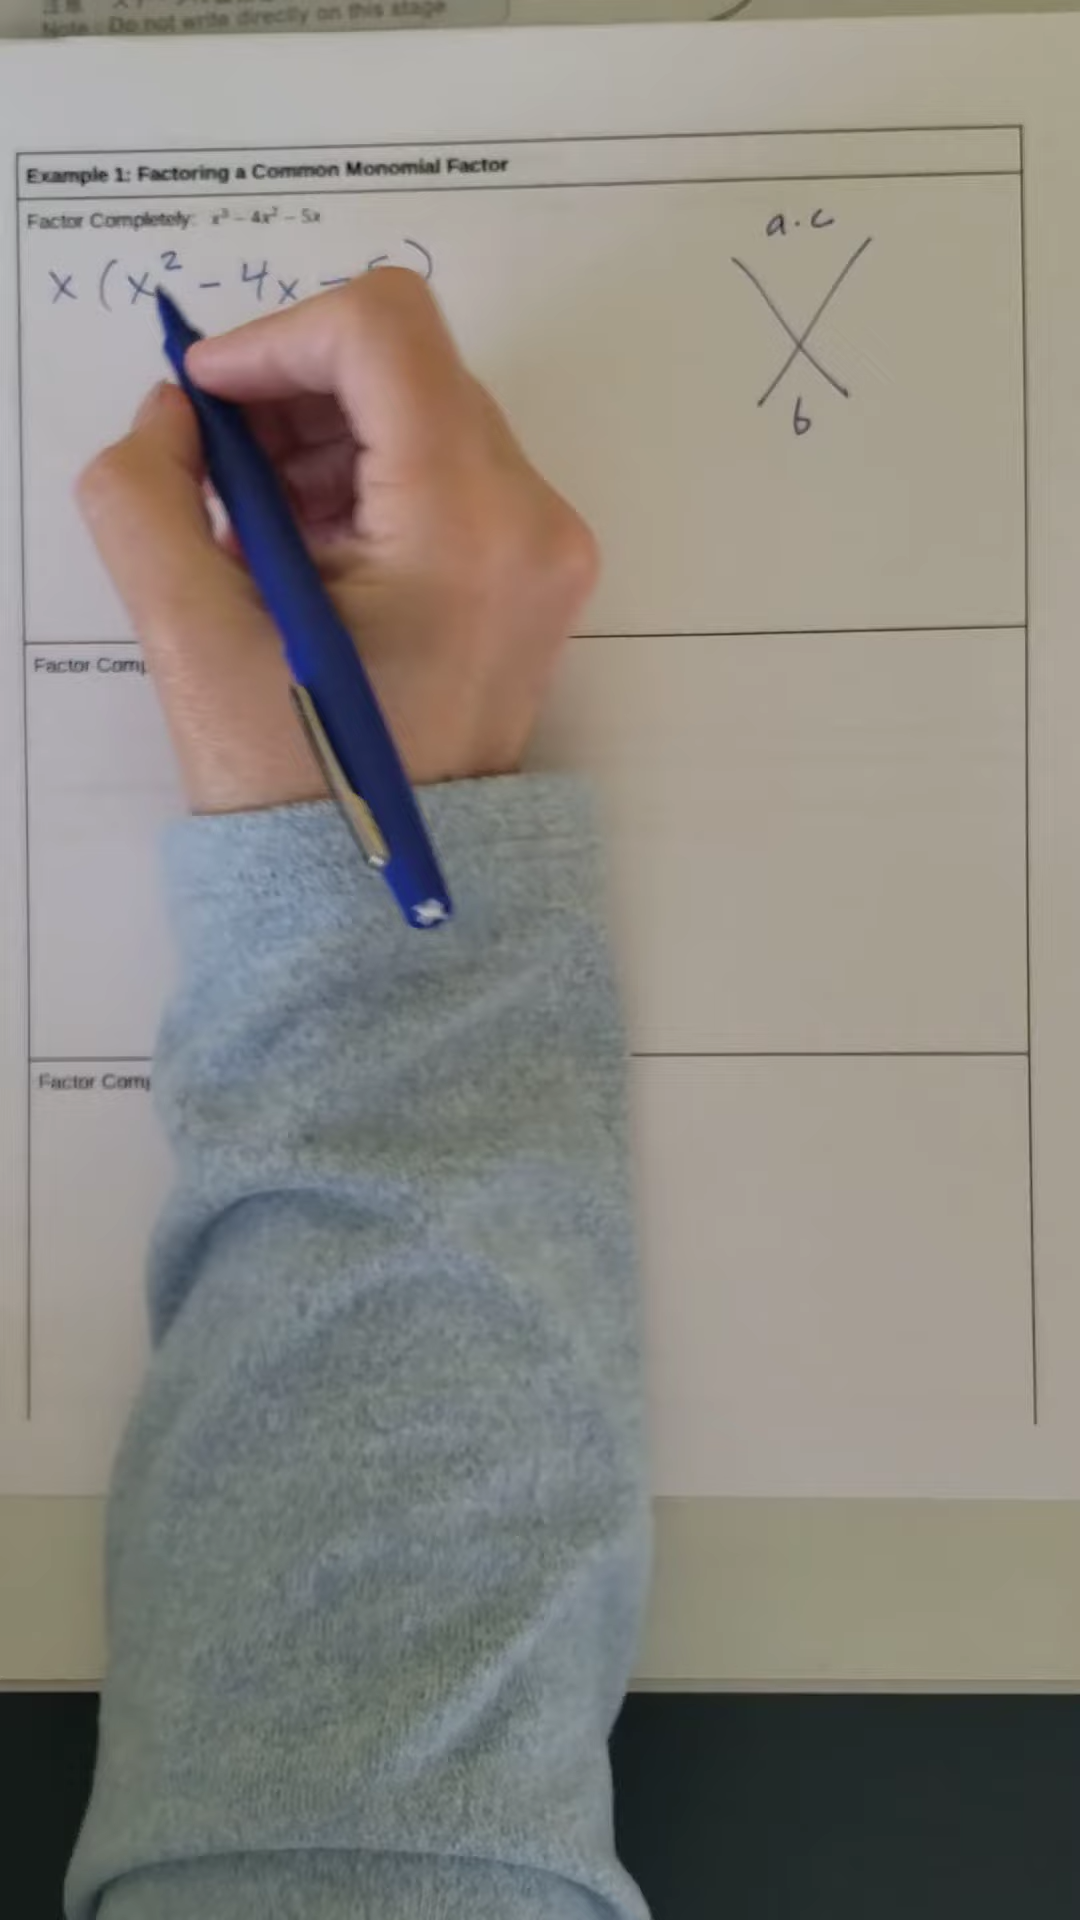 Note : Do not write directly on this stage
Example 1: Factoring a Common Monomial Factor
Factor Completely: x³ − 4x² − 5x
x (x² − 4x − 5)
a·c
b
Factor Comp
Factor Comp